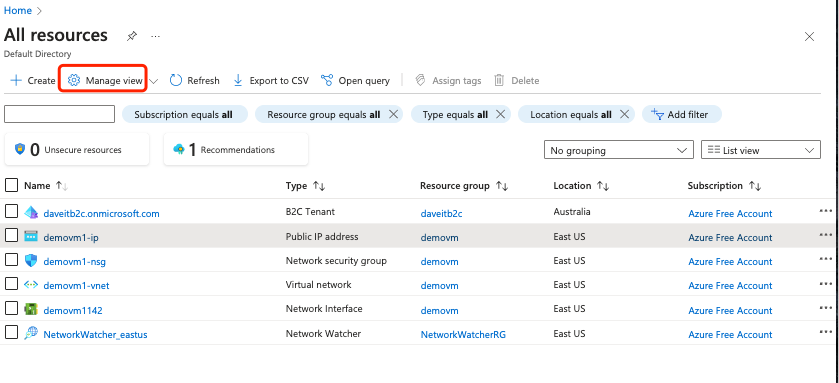 Home >
All resources ...
Default Directory
+ Create Manage view Refresh Export to CSV Open query Assign tags Delete
Subscription equals all Resource group equals all Type equals all Location equals all Add filter
0 Unsecure resources 1 Recommendations No grouping List view
Name ↑↓ Type ↑↓ Resource group ↑↓ Location ↑↓ Subscription ↑↓
daveitb2c.onmicrosoft.com B2C Tenant daveitb2c Australia Azure Free Account ...
demovm1-ip Public IP address demovm East US Azure Free Account ...
demovm1-nsg Network security group demovm East US Azure Free Account ...
demovm1-vnet Virtual network demovm East US Azure Free Account ...
demovm1142 Network Interface demovm East US Azure Free Account ...
NetworkWatcher_eastus Network Watcher NetworkWatcherRG East US Azure Free Account ...